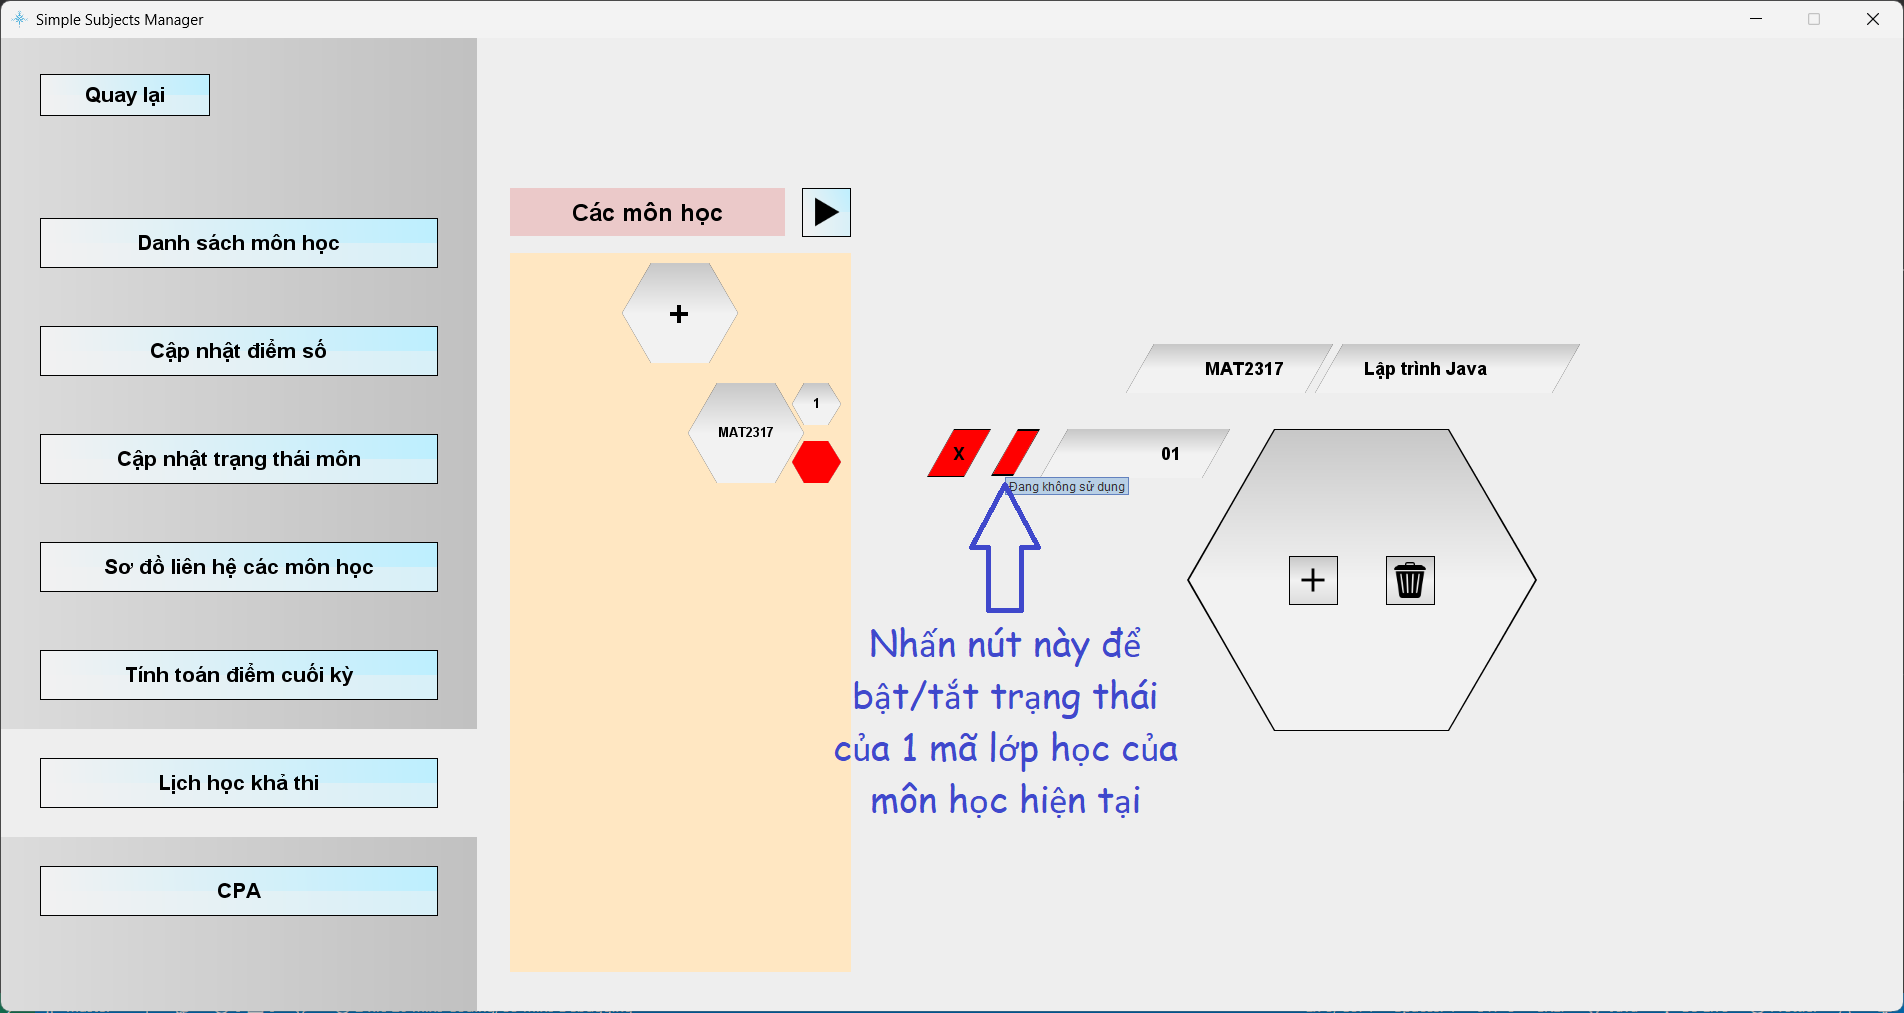 Simple Subjects Manager
Quay lại
Danh sách môn học
Cập nhật điểm số
Cập nhật trạng thái môn
Sơ đồ liên hệ các môn học
Tính toán điểm cuối kỳ
Lịch học khả thi
CPA
Các môn học
+
MAT2317
1
MAT2317
Lập trình Java
X
01
Đang không sử dụng
Nhấn nút này để
bật/tắt trạng thái
của 1 mã lớp học của
môn học hiện tại